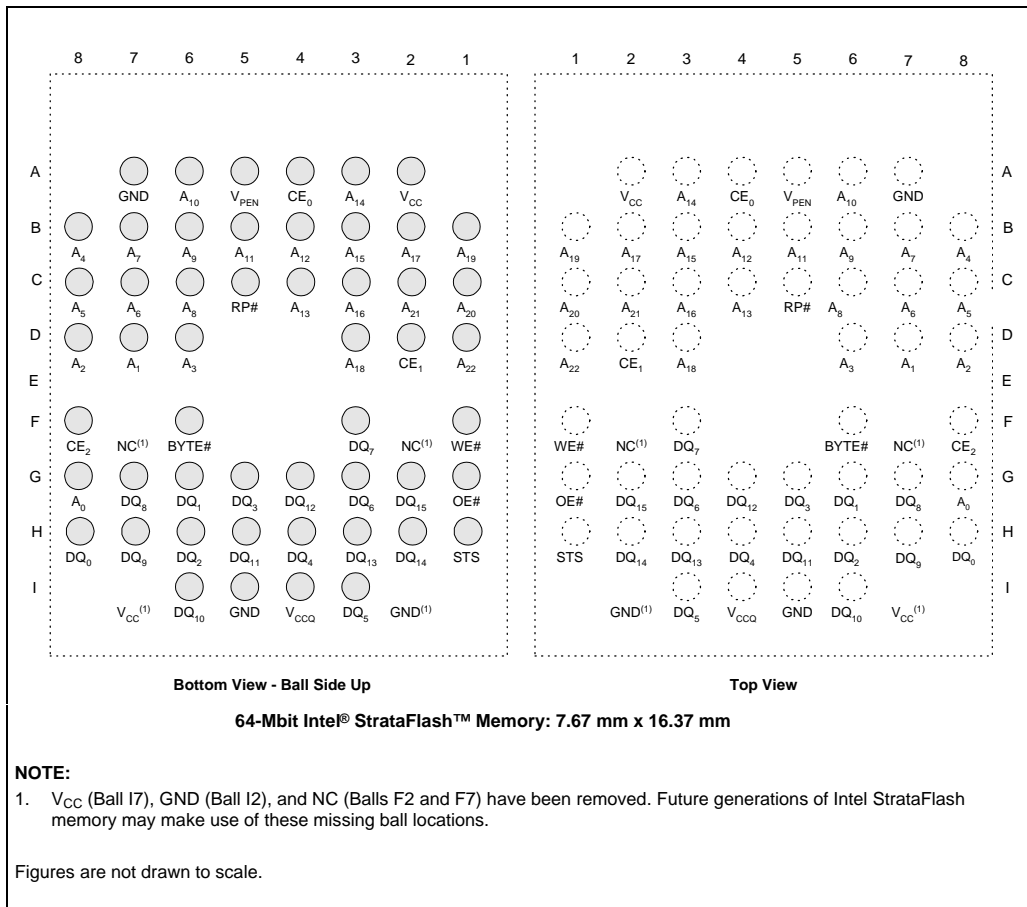 8 7 6 5 4 3 2 1 1 2 3 4 5 6 7 8
A A
GND A₁₀ V_PEN CE₀ A₁₄ V_CC V_CC A₁₄ CE₀ V_PEN A₁₀ GND
B B
A₄ A₇ A₉ A₁₁ A₁₂ A₁₅ A₁₇ A₁₉ A₁₉ A₁₇ A₁₅ A₁₂ A₁₁ A₉ A₇ A₄
C C
A₅ A₆ A₈ RP# A₁₃ A₁₆ A₂₁ A₂₀ A₂₀ A₂₁ A₁₆ A₁₃ RP# A₈ A₆ A₅
D D
A₂ A₁ A₃ A₁₈ CE₁ A₂₂ A₂₂ CE₁ A₁₈ A₃ A₁ A₂
E E
F F
CE₂ NC⁽¹⁾ BYTE# DQ₇ NC⁽¹⁾ WE# WE# NC⁽¹⁾ DQ₇ BYTE# NC⁽¹⁾ CE₂
G G
A₀ DQ₈ DQ₁ DQ₃ DQ₁₂ DQ₆ DQ₁₅ OE# OE# DQ₁₅ DQ₆ DQ₁₂ DQ₃ DQ₁ DQ₈ A₀
H H
DQ₀ DQ₉ DQ₂ DQ₁₁ DQ₄ DQ₁₃ DQ₁₄ STS STS DQ₁₄ DQ₁₃ DQ₄ DQ₁₁ DQ₂ DQ₉ DQ₀
I I
V_CC⁽¹⁾ DQ₁₀ GND V_CCQ DQ₅ GND⁽¹⁾ GND⁽¹⁾ DQ₅ V_CCQ GND DQ₁₀ V_CC⁽¹⁾
Bottom View - Ball Side Up Top View
64-Mbit Intel® StrataFlash™ Memory: 7.67 mm x 16.37 mm
NOTE:
1. V_CC (Ball I7), GND (Ball I2), and NC (Balls F2 and F7) have been removed. Future generations of Intel StrataFlash
memory may make use of these missing ball locations.
Figures are not drawn to scale.